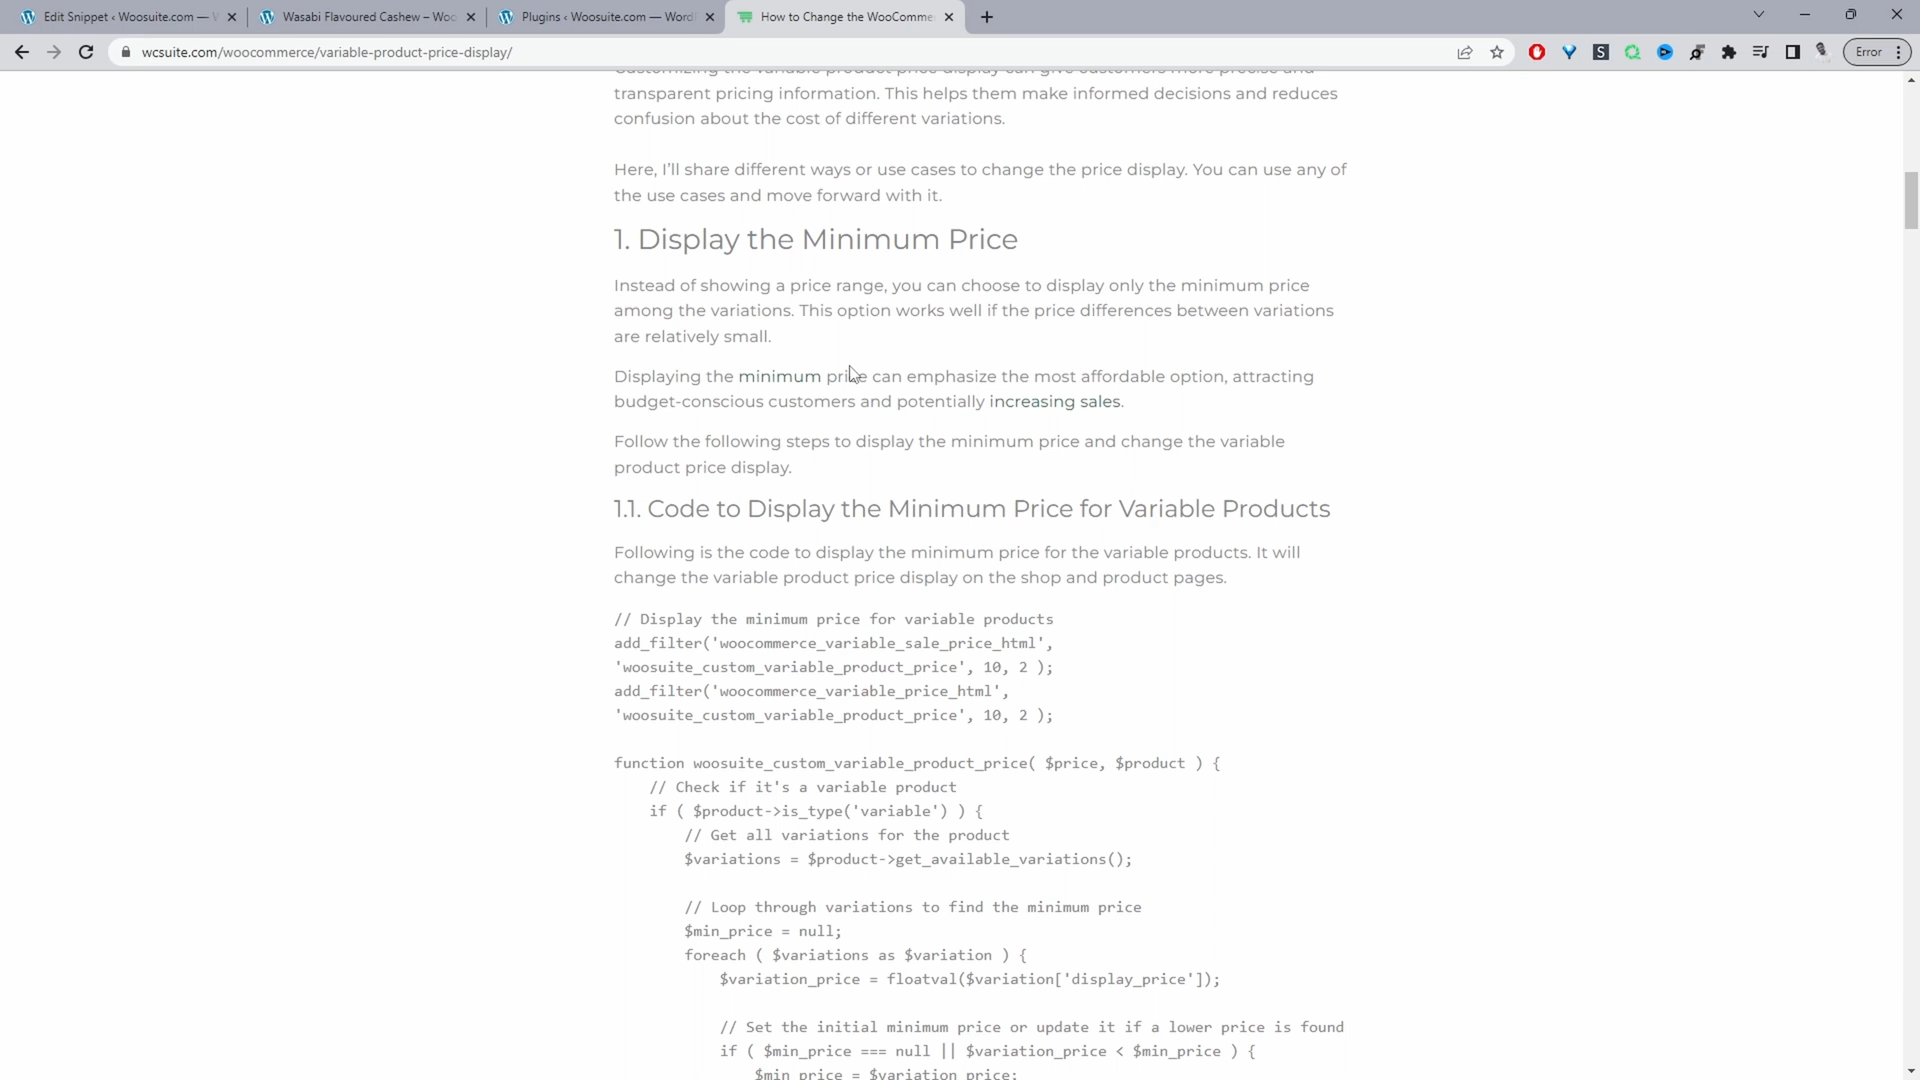 Edit Snippet ‹ Woosuite.com — W
Wasabi Flavoured Cashew – Woo
Plugins ‹ Woosuite.com — WordP
How to Change the WooComme
wcsuite.com/woocommerce/variable-product-price-display/
Error
Customizing the variable product price display can give customers more precise and
transparent pricing information. This helps them make informed decisions and reduces
confusion about the cost of different variations.
Here, I'll share different ways or use cases to change the price display. You can use any of
the use cases and move forward with it.
1. Display the Minimum Price
Instead of showing a price range, you can choose to display only the minimum price
among the variations. This option works well if the price differences between variations
are relatively small.
Displaying the minimum price can emphasize the most affordable option, attracting
budget-conscious customers and potentially increasing sales.
Follow the following steps to display the minimum price and change the variable
product price display.
1.1. Code to Display the Minimum Price for Variable Products
Following is the code to display the minimum price for the variable products. It will
change the variable product price display on the shop and product pages.
// Display the minimum price for variable products
add_filter('woocommerce_variable_sale_price_html',
'woosuite_custom_variable_product_price', 10, 2 );
add_filter('woocommerce_variable_price_html',
'woosuite_custom_variable_product_price', 10, 2 );
function woosuite_custom_variable_product_price( $price, $product ) {
// Check if it's a variable product
if ( $product->is_type('variable') ) {
// Get all variations for the product
$variations = $product->get_available_variations();
// Loop through variations to find the minimum price
$min_price = null;
foreach ( $variations as $variation ) {
$variation_price = floatval($variation['display_price']);
// Set the initial minimum price or update it if a lower price is found
if ( $min_price === null || $variation_price < $min_price ) {
$min_price = $variation_price;